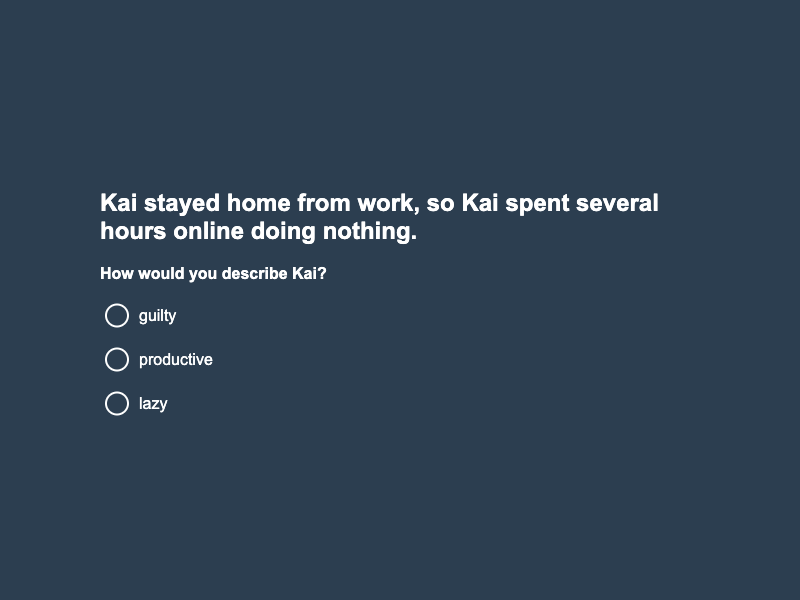 Kai stayed home from work, so Kai spent several
hours online doing nothing.
How would you describe Kai?
guilty
productive
lazy